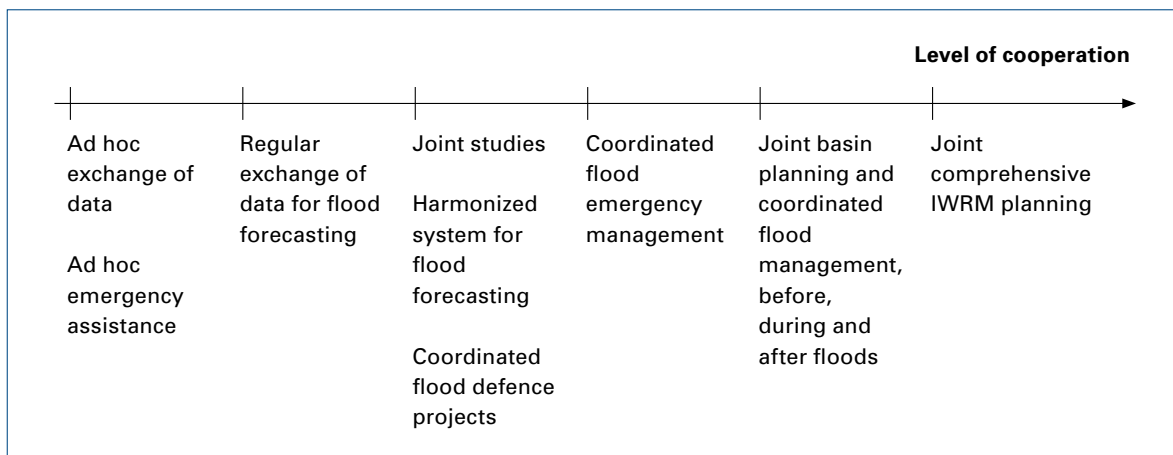 Level of cooperation
Ad hoc
exchange of
data
Ad hoc
emergency
assistance
Regular
exchange of
data for flood
forecasting
Joint studies
Harmonized
system for
flood
forecasting
Coordinated
flood defence
projects
Coordinated
flood
emergency
management
Joint basin
planning and
coordinated
flood
management,
before,
during and
after floods
Joint
comprehensive
IWRM planning